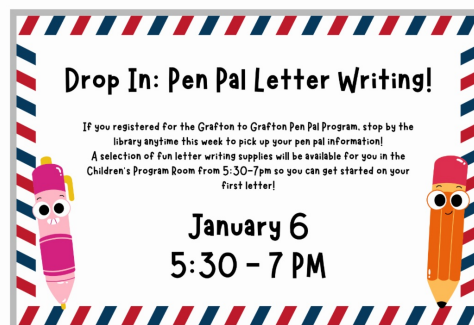 Drop In: Pen Pal Letter Writing!
If you registered for the Grafton to Grafton Pen Pal Program, stop by the
library anytime this week to pick up your pen pal information!
A selection of fun letter writing supplies will be available for you in the
Children's Program Room from 5:30-7pm so you can get started on your
first letter!
January 6
5:30 - 7 PM